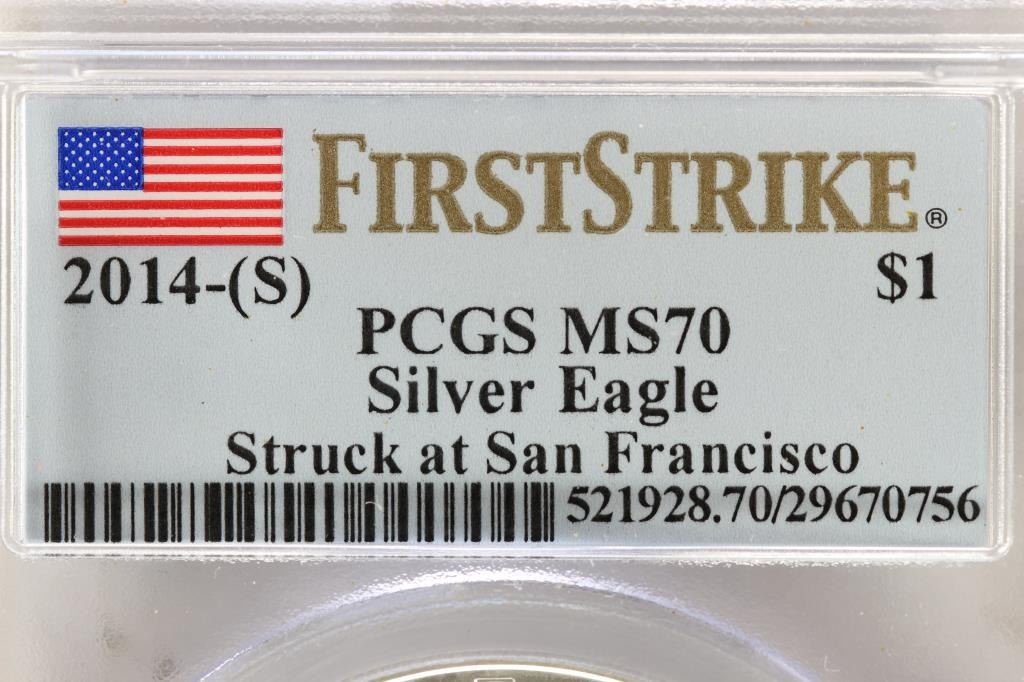 FIRSTSTRIKE®
2014-(S) $1
PCGS MS70
Silver Eagle
Struck at San Francisco
521928.70/29670756